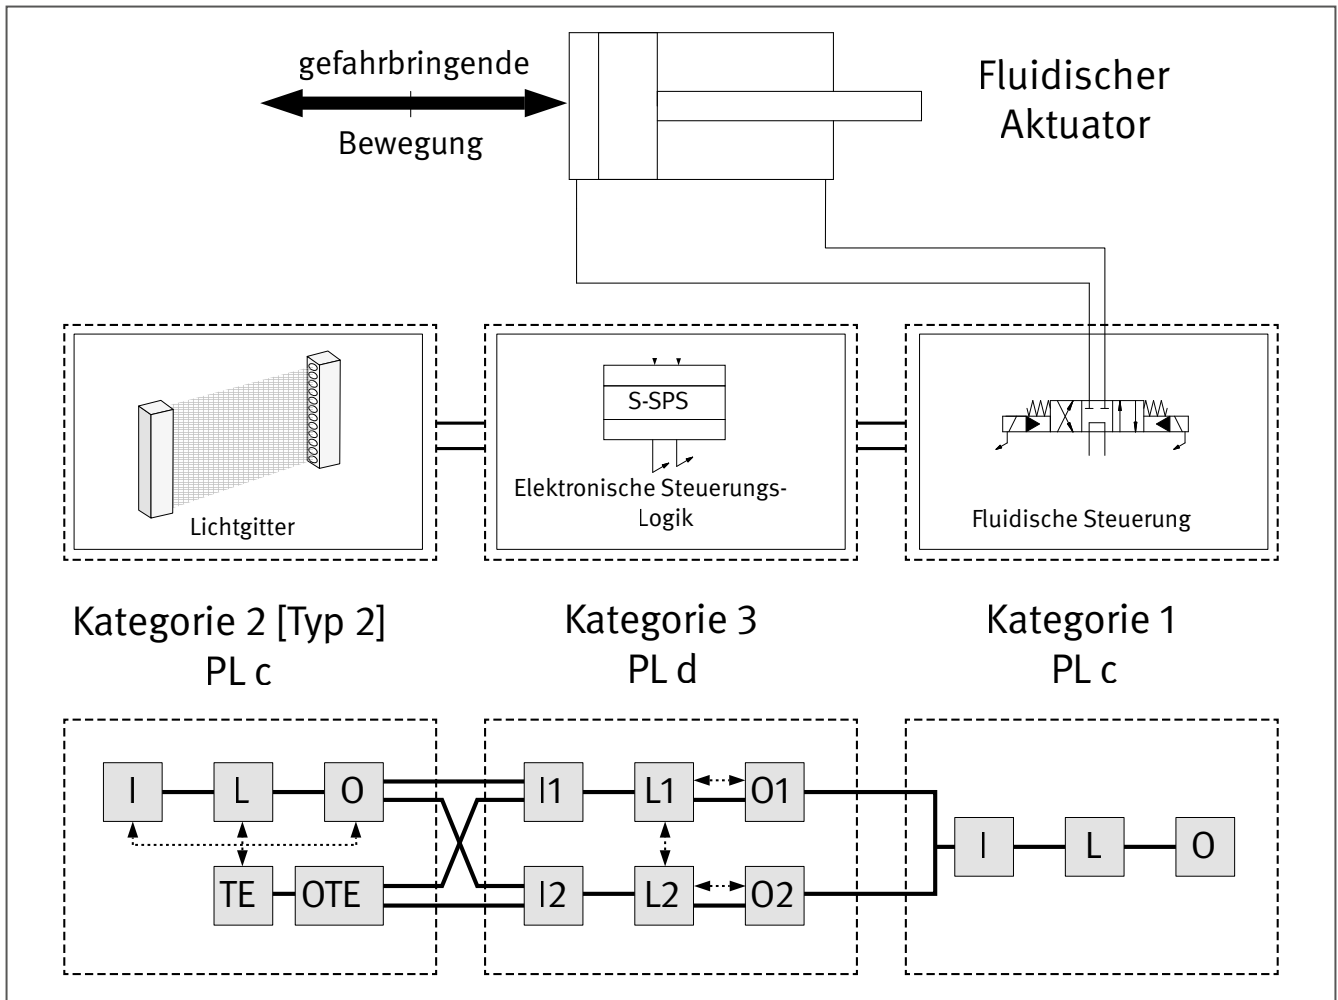 gefahrbringende
Bewegung
Fluidischer
Aktuator
Lichtgitter
S-SPS
Elektronische Steuerungs-
Logik
Fluidische Steuerung
Kategorie 2 [Typ 2]
PL c
Kategorie 3
PL d
Kategorie 1
PL c
I L O
TE OTE
I1 L1 O1
I2 L2 O2
I L O